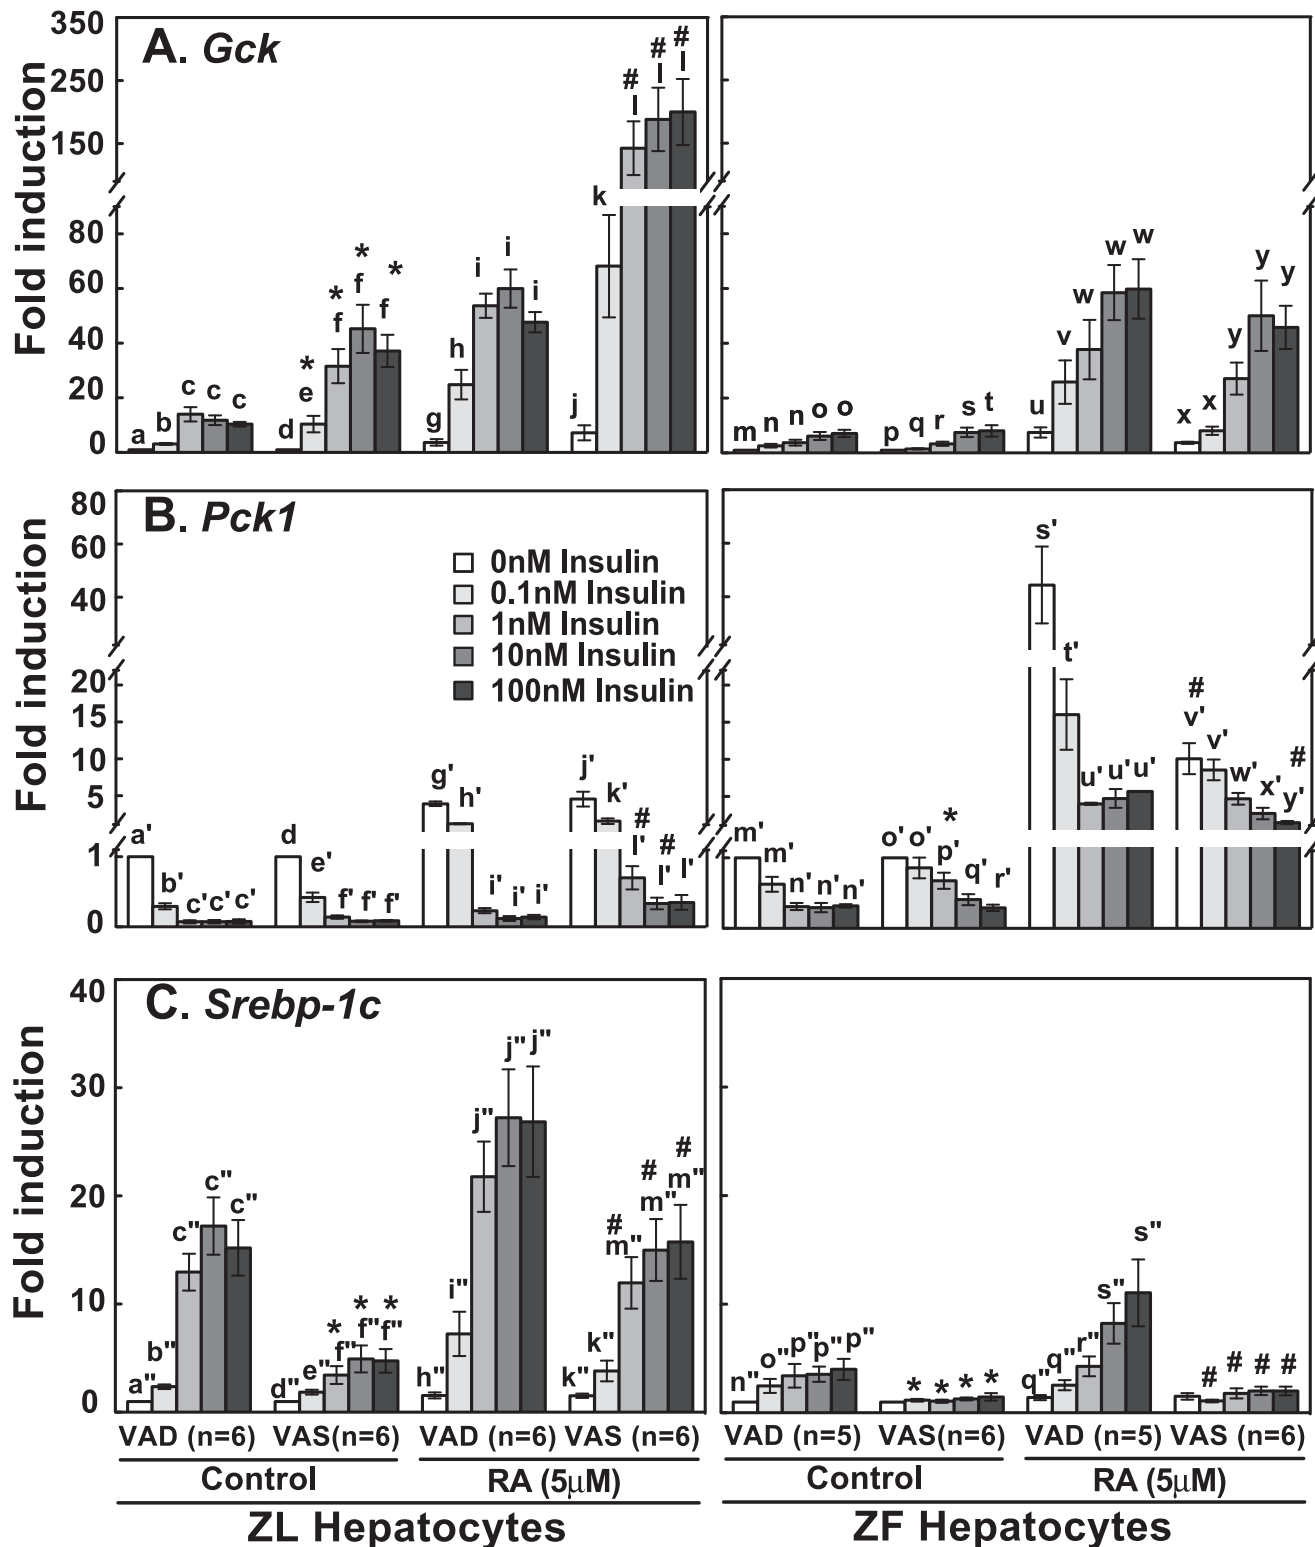 A. Gck
Fold induction
350
250
150
80
60
40
20
0
a b c c c
d e f f f
* * * *
g h i i i
j k l l l
# # #
m n n o o
p q r s t
u v w w w
x x y y y
B. Pck1
Fold induction
80
60
40
20
15
10
5
1
0
0nM Insulin
0.1nM Insulin
1nM Insulin
10nM Insulin
100nM Insulin
a' b' c' c' c'
d e' f' f' f'
g' h' i' i' i'
j' k' l' l' l'
# #
m' m' n' n' n'
o' o' p' q' r'
*
s' t' u' u' u'
v' v' w' x' y'
# #
C. Srebp-1c
Fold induction
40
30
20
10
0
a" b" c" c" c"
d" e" f" f" f"
* * *
h" i" j" j" j"
k" k" m" m" m"
# # #
n" o" p" p" p"
* * * *
q" q" r" s" s"
# # # #
VAD (n=6) VAS(n=6) VAD (n=6) VAS (n=6) VAD (n=5) VAS(n=6) VAD (n=5) VAS (n=6)
Control RA (5μM) Control RA (5μM)
ZL Hepatocytes ZF Hepatocytes